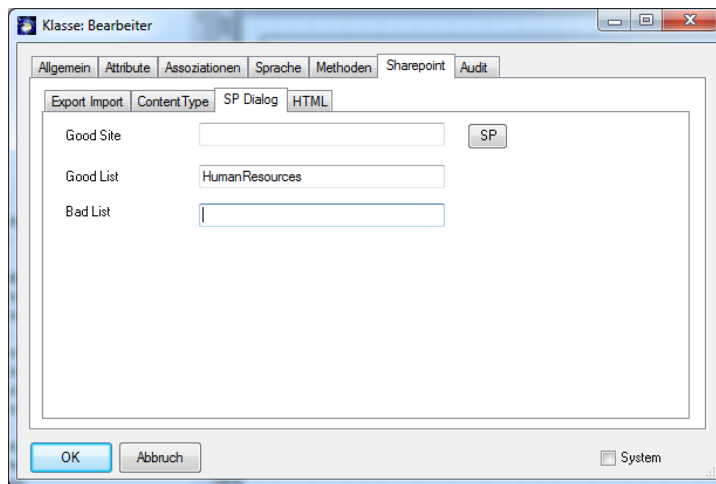 Klasse: Bearbeiter
Allgemein Attribute Assoziationen Sprache Methoden Sharepoint Audit
Export Import ContentType SP Dialog HTML
Good Site SP
Good List HumanResources
Bad List
OK Abbruch System